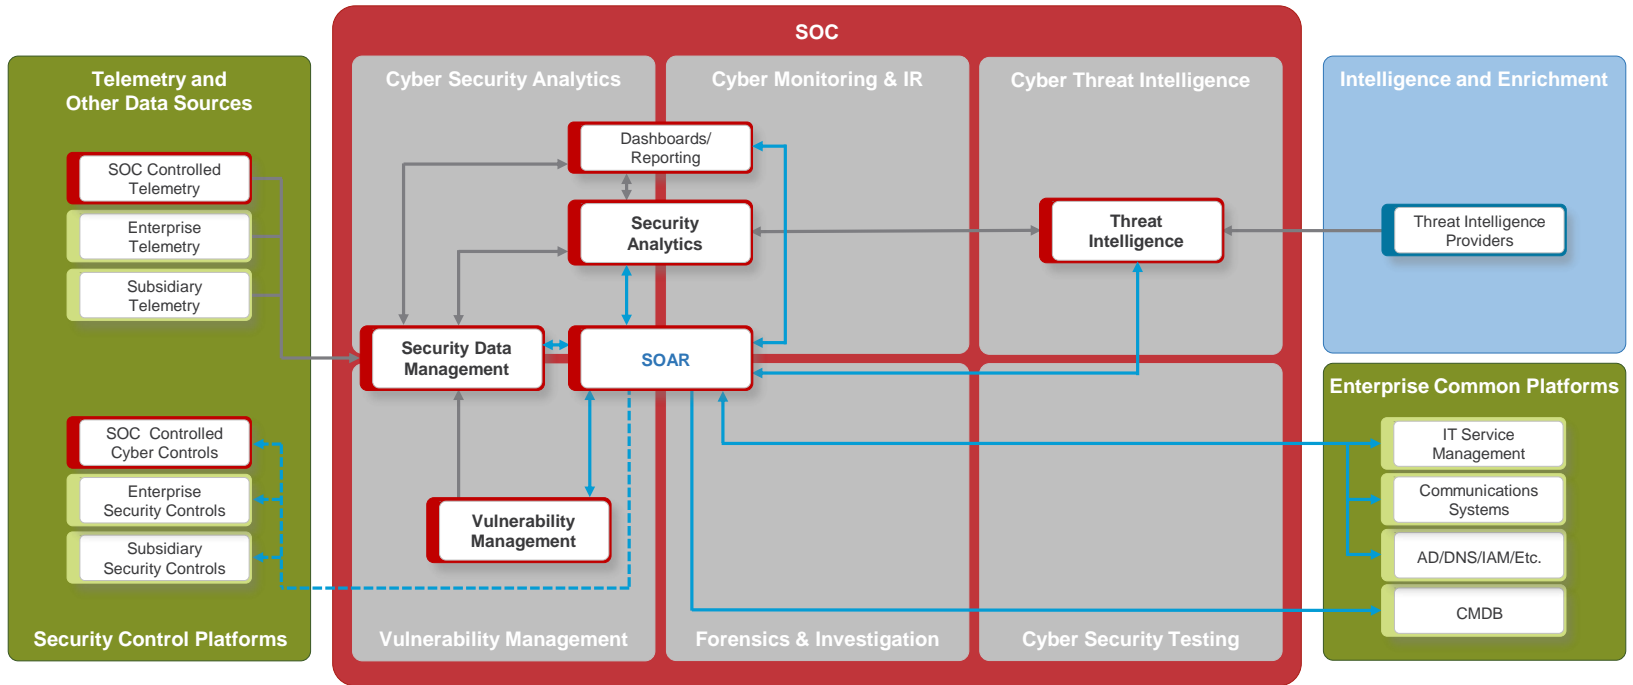 SOC
Telemetry and
Other Data Sources
SOC Controlled
Telemetry
Enterprise
Telemetry
Subsidiary
Telemetry
SOC  Controlled
Cyber Controls
Enterprise
Security Controls
Subsidiary
Security Controls
Security Control Platforms
Cyber Security Analytics
Cyber Monitoring & IR
Cyber Threat Intelligence
Dashboards/
Reporting
Security
Analytics
Threat
Intelligence
Security Data
Management
SOAR
Vulnerability
Management
Vulnerability Management
Forensics & Investigation
Cyber Security Testing
Intelligence and Enrichment
Threat Intelligence
Providers
Enterprise Common Platforms
IT Service
Management
Communications
Systems
AD/DNS/IAM/Etc.
CMDB